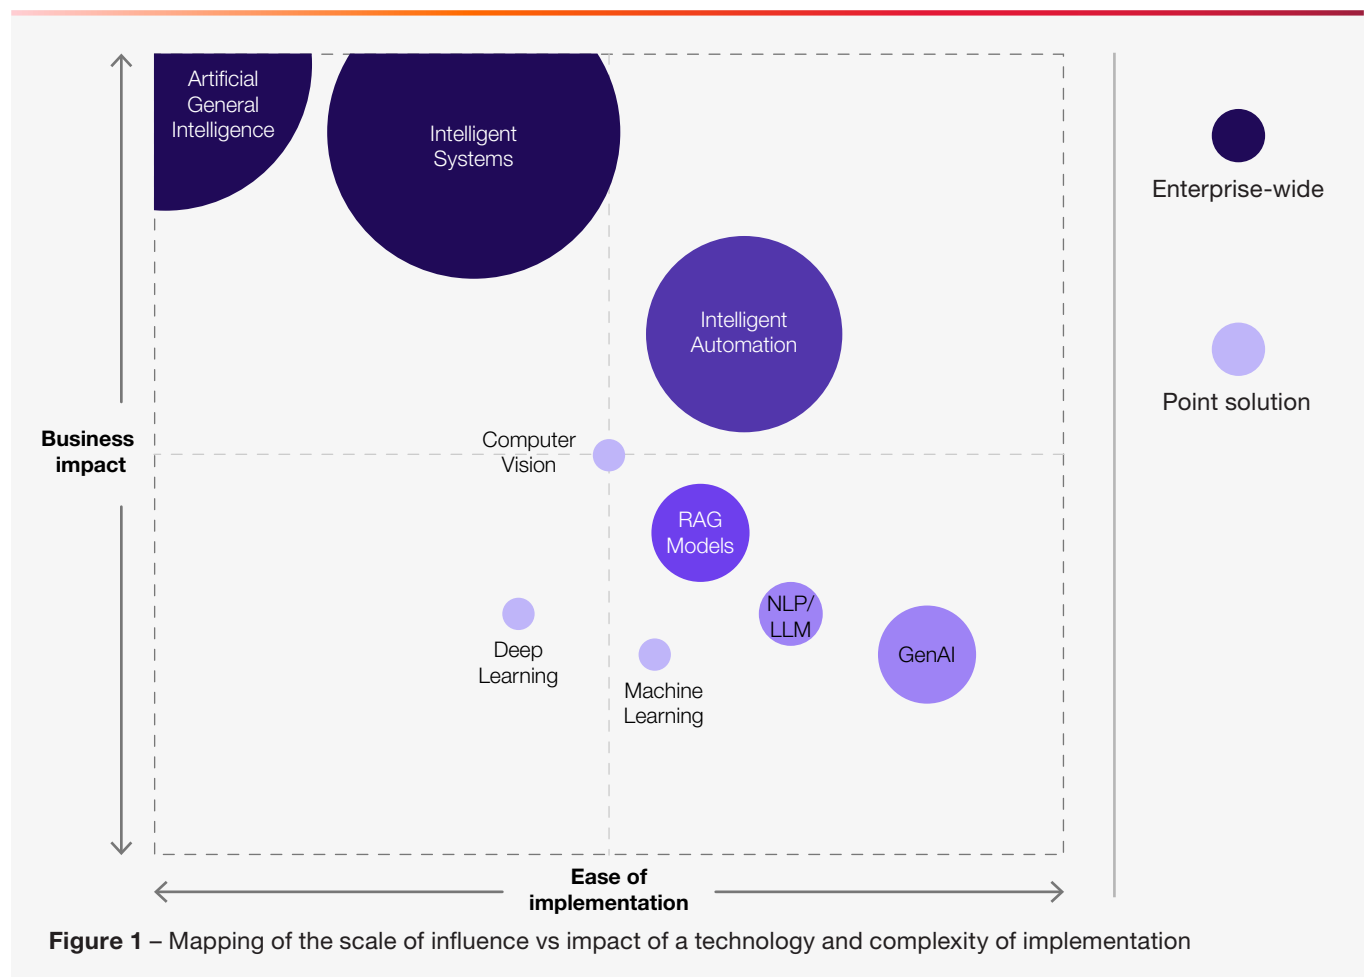 Artificial
General
Intelligence
Intelligent
Systems
Enterprise-wide
Intelligent
Automation
Point solution
Business
impact
Computer
Vision
RAG
Models
NLP/
LLM
GenAI
Deep
Learning
Machine
Learning
Ease of
implementation
Figure 1 – Mapping of the scale of influence vs impact of a technology and complexity of implementation